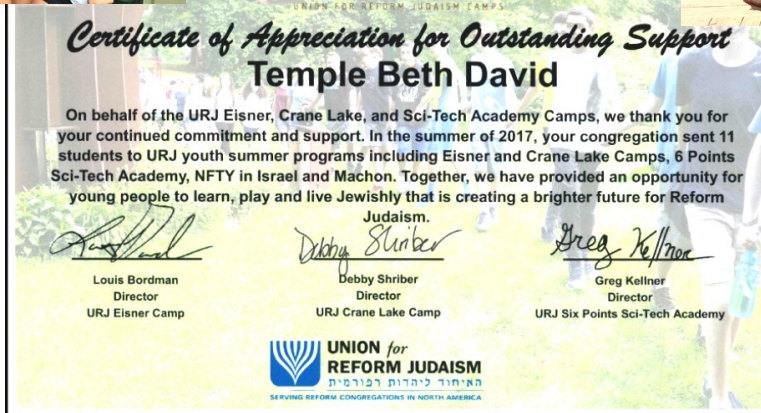 UNION FOR REFORM JUDAISM CAMPS
Certificate of Appreciation for Outstanding Support
Temple Beth David
On behalf of the URJ Eisner, Crane Lake, and Sci-Tech Academy Camps, we thank you for
your continued commitment and support. In the summer of 2017, your congregation sent 11
students to URJ youth summer programs including Eisner and Crane Lake Camps, 6 Points
Sci-Tech Academy, NFTY in Israel and Machon. Together, we have provided an opportunity for
young people to learn, play and live Jewishly that is creating a brighter future for Reform
Judaism.
Debby Shriber
Greg Kellner
Louis Bordman
Director
URJ Eisner Camp
Debby Shriber
Director
URJ Crane Lake Camp
Greg Kellner
Director
URJ Six Points Sci-Tech Academy
UNION for
REFORM JUDAISM
האיחוד ליהדות רפורמית
SERVING REFORM CONGREGATIONS IN NORTH AMERICA